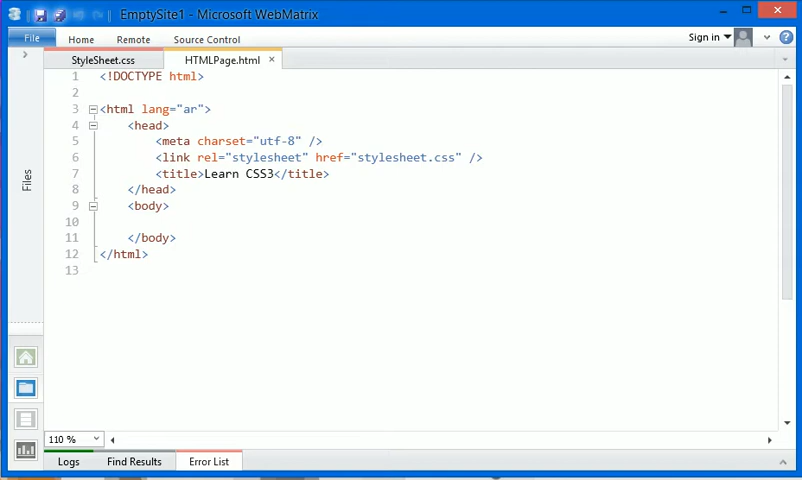 EmptySite1 - Microsoft WebMatrix
File Home Remote Source Control Sign in
StyleSheet.css HTMLPage.html
1 <!DOCTYPE html>
2
3 <html lang="ar">
4 <head>
5 <meta charset="utf-8" />
6 <link rel="stylesheet" href="stylesheet.css" />
7 <title>Learn CSS3</title>
8 </head>
9 <body>
10
11 </body>
12 </html>
13
Files
110 %
Logs Find Results Error List